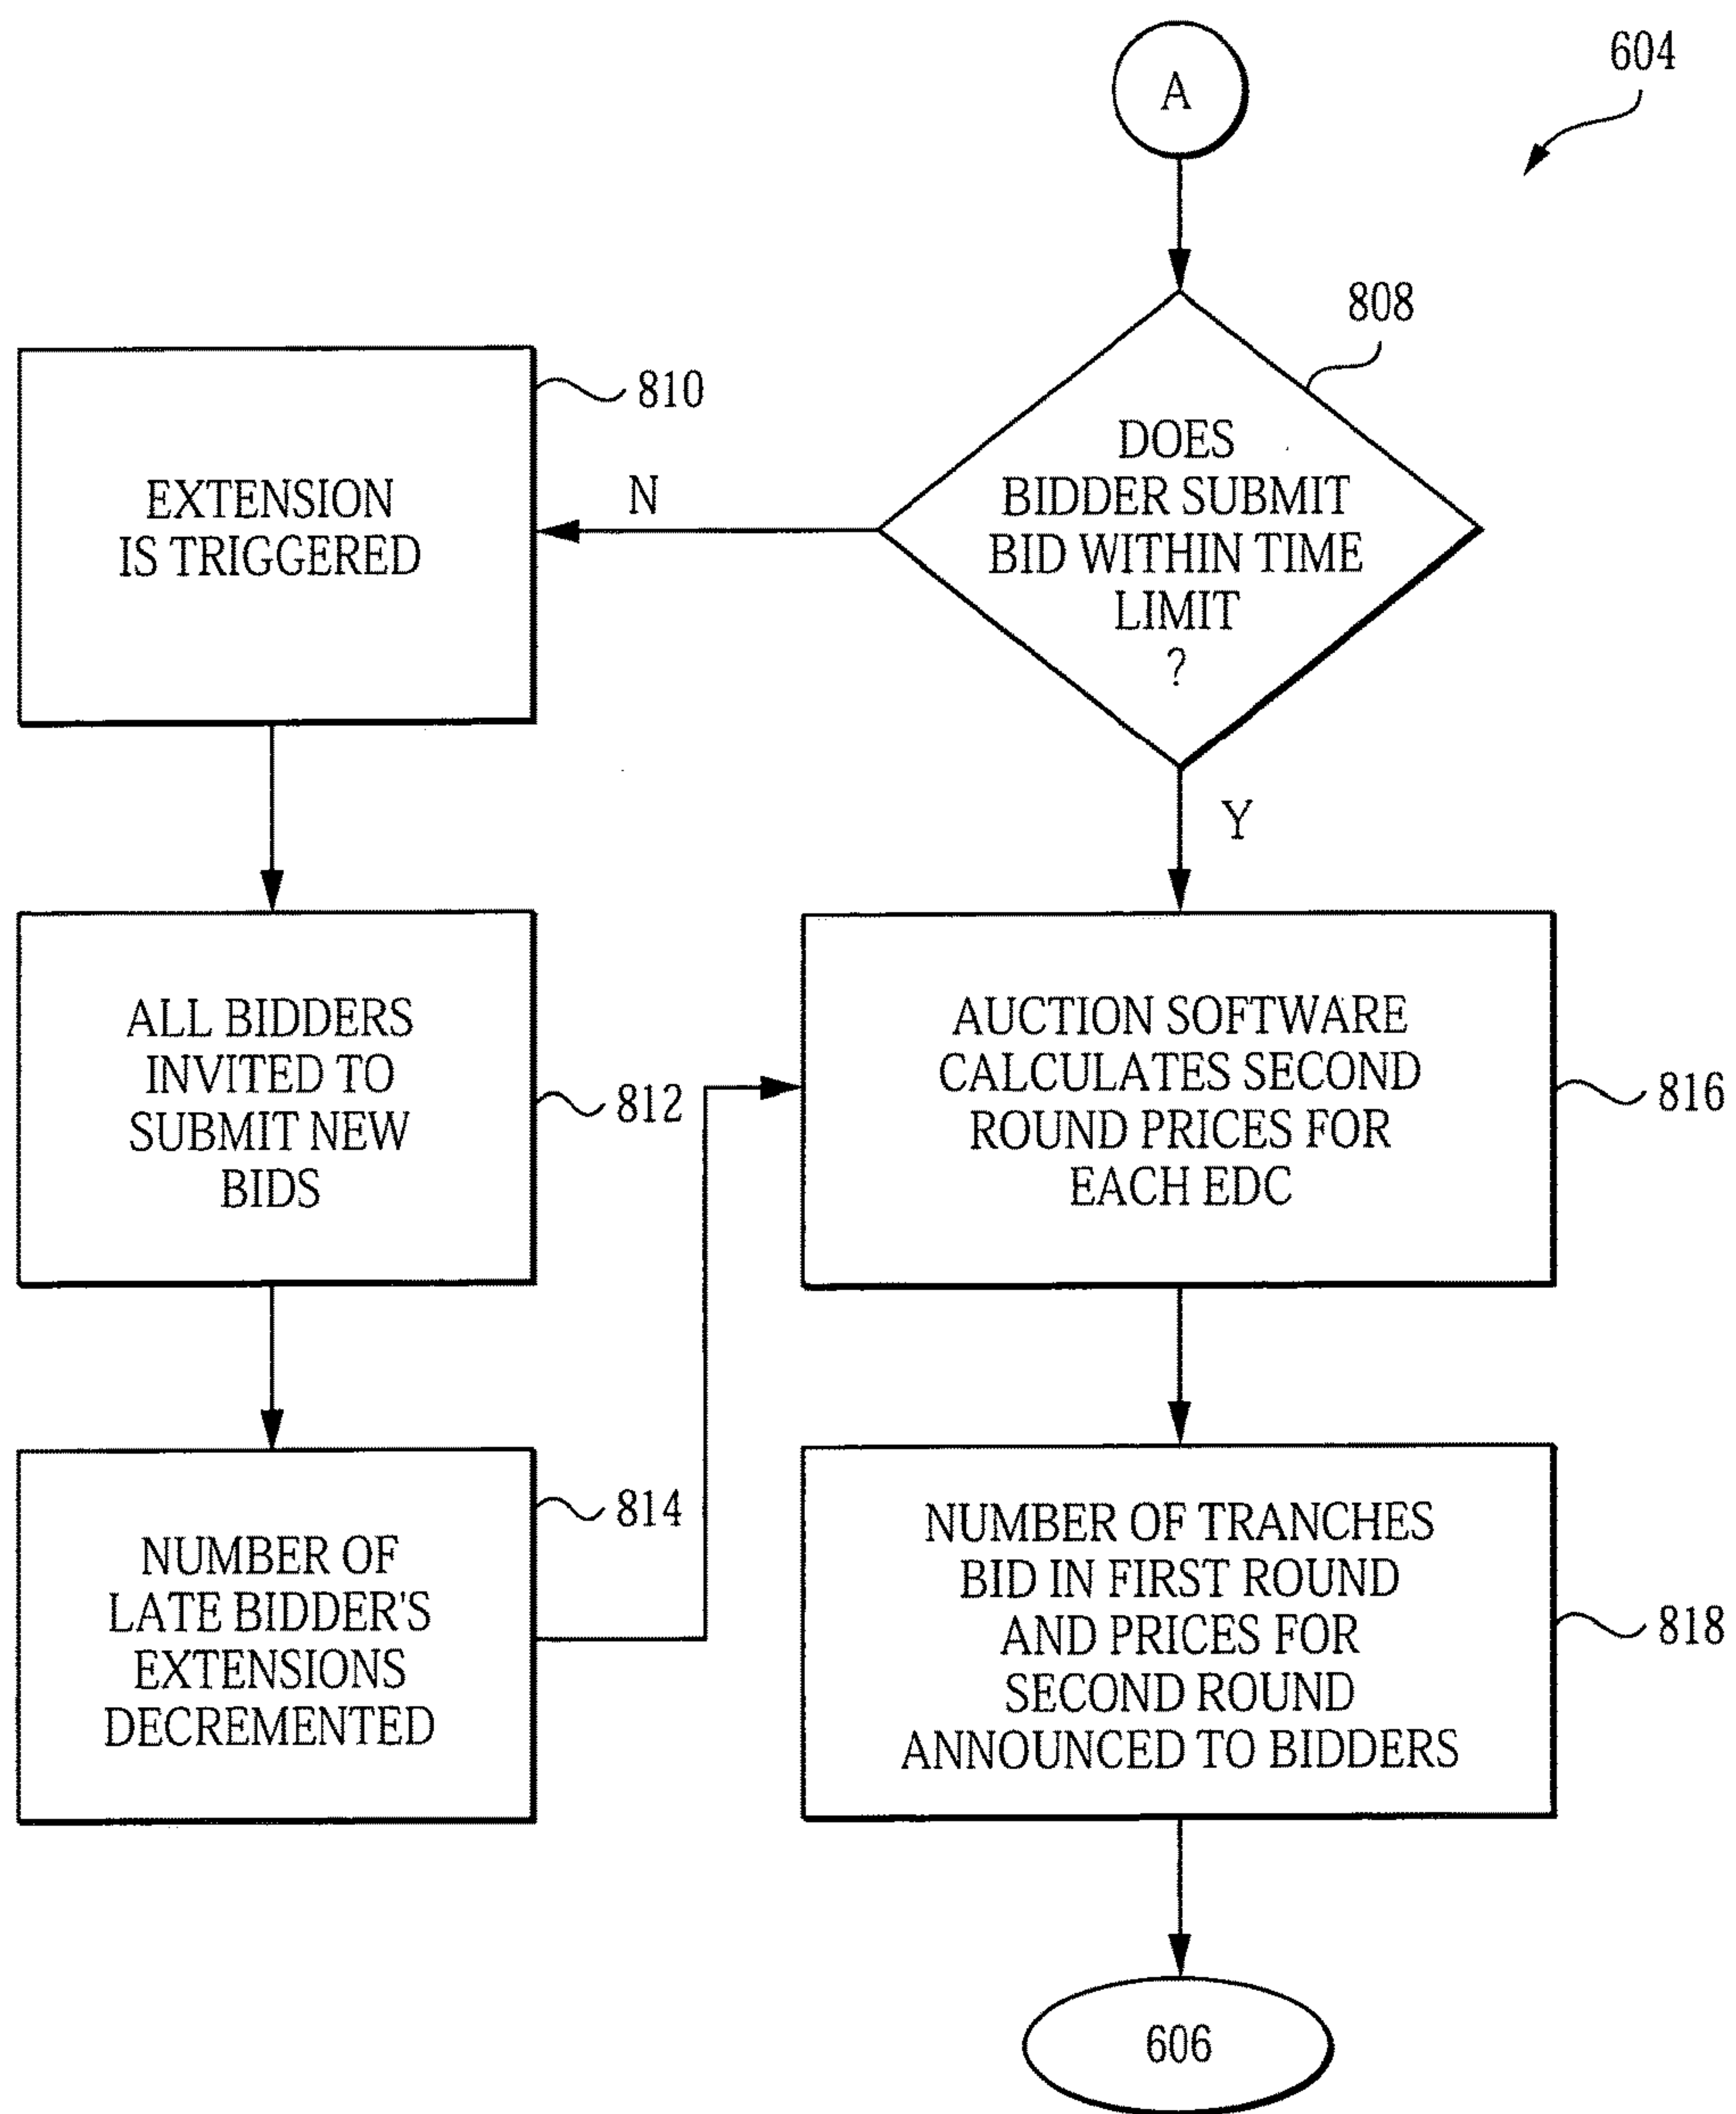 604
A
808
DOES
BIDDER SUBMIT
BID WITHIN TIME
LIMIT
?
N
Y
810
EXTENSION
IS TRIGGERED
812
ALL BIDDERS
INVITED TO
SUBMIT NEW
BIDS
814
NUMBER OF
LATE BIDDER'S
EXTENSIONS
DECREMENTED
816
AUCTION SOFTWARE
CALCULATES SECOND
ROUND PRICES FOR
EACH EDC
818
NUMBER OF TRANCHES
BID IN FIRST ROUND
AND PRICES FOR
SECOND ROUND
ANNOUNCED TO BIDDERS
606